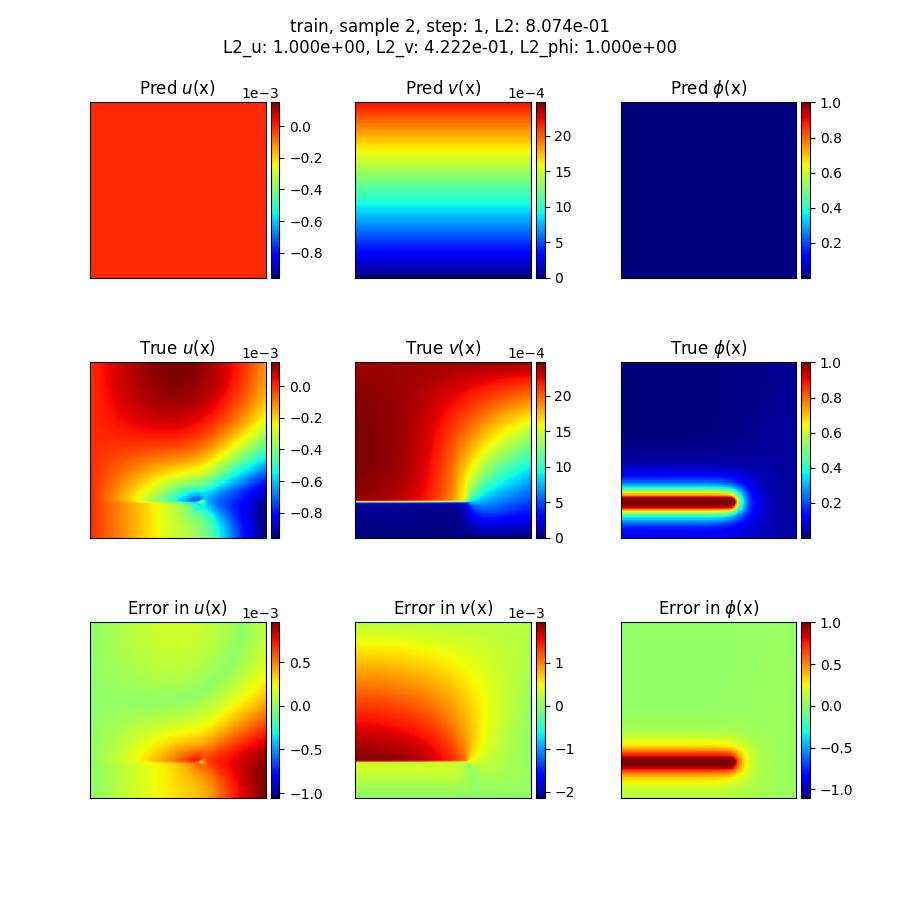 train, sample 2, step: 1, L2: 8.074e-01
L2_u: 1.000e+00, L2_v: 4.222e-01, L2_phi: 1.000e+00
Pred u(x)
1e−3
0.0
−0.2
−0.4
−0.6
−0.8
Pred v(x)
1e−4
20
15
10
5
0
Pred ϕ(x)
1.0
0.8
0.6
0.4
0.2
True u(x)
1e−3
0.0
−0.2
−0.4
−0.6
−0.8
True v(x)
1e−4
20
15
10
5
0
True ϕ(x)
1.0
0.8
0.6
0.4
0.2
Error in u(x)
1e−3
0.5
0.0
−0.5
−1.0
Error in v(x)
1e−3
1
0
−1
−2
Error in ϕ(x)
1.0
0.5
0.0
−0.5
−1.0